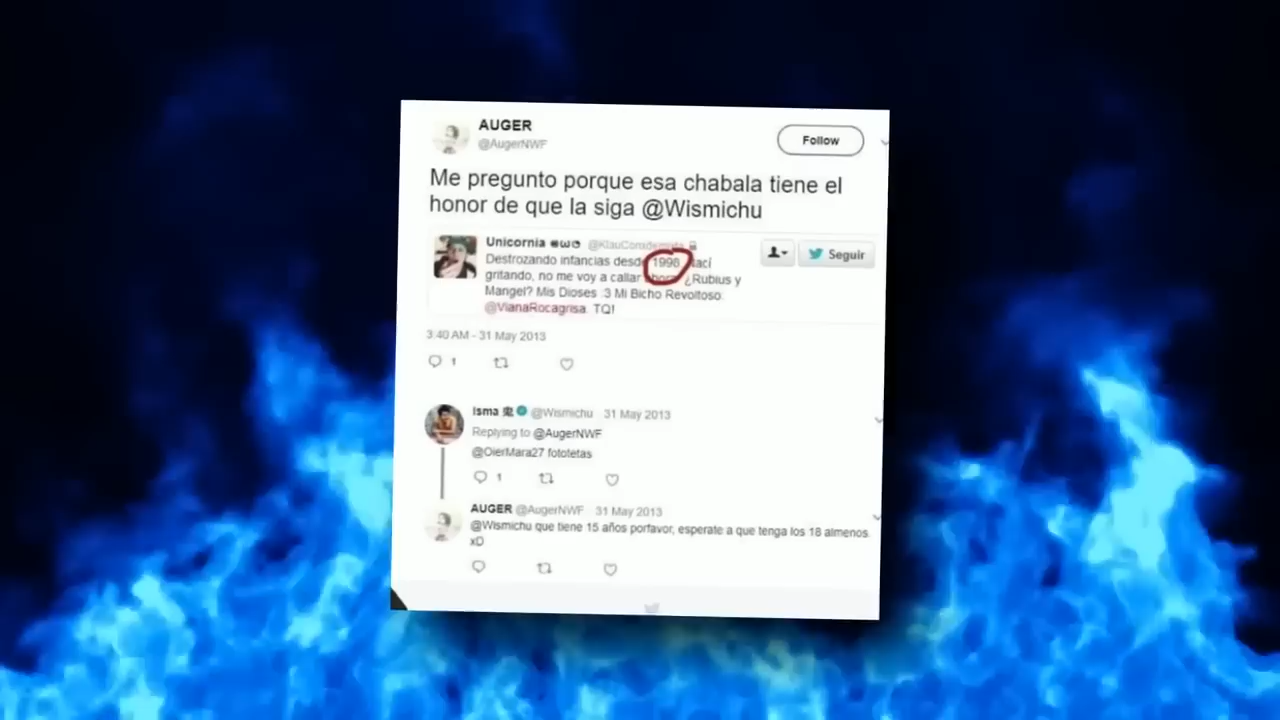 AUGER
@AugerNWF
Follow
Me pregunto porque esa chabala tiene el
honor de que la siga @Wismichu
Unicornia
Seguir
Destrozando infancias desde 1998
gritando, no me voy a callar ahora ¿Rubius y
Mangel? Mis Dioses :3 Mi Bicho Revoltoso:
@VianaRocagrisa. TQ!
3:40 AM - 31 May 2013
1
Isma 鬼 @Wismichu 31 May 2013
Replying to @AugerNWF
@OierMara27 fototetas
1
AUGER @AugerNWF 31 May 2013
@Wismichu que tiene 15 años porfavor, esperate a que tenga los 18 almenos
xD